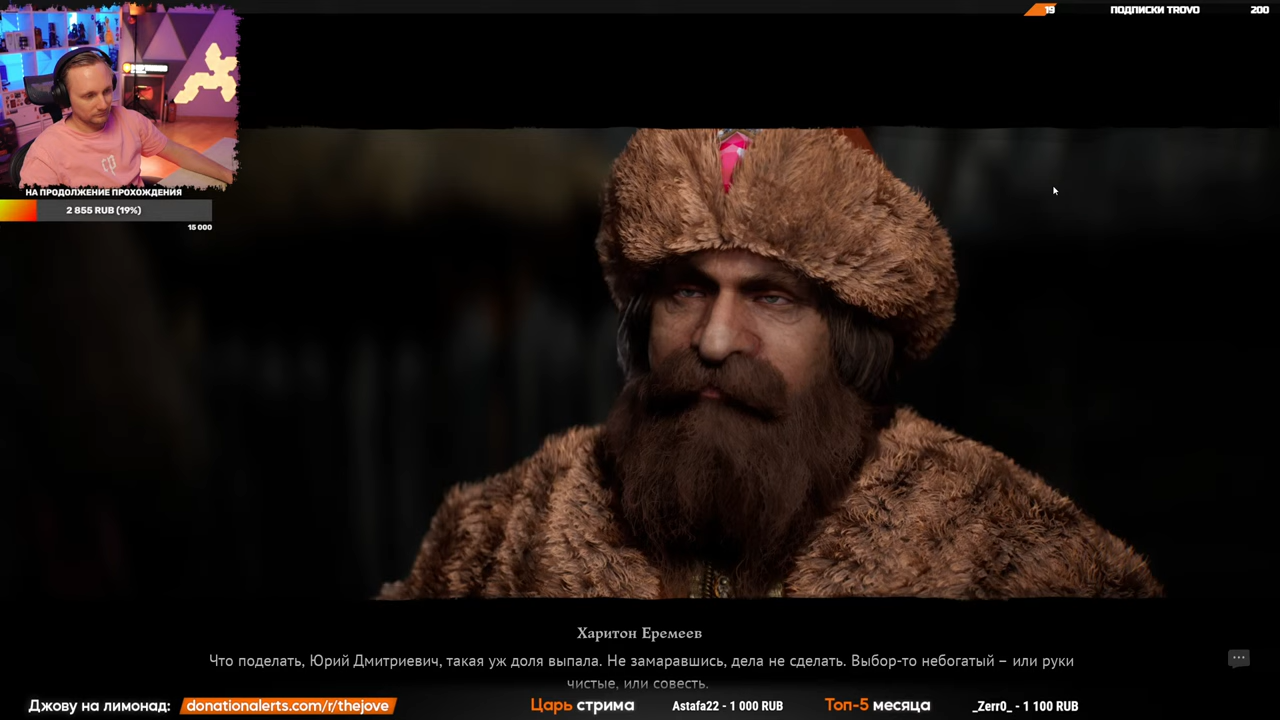 19 ПОДПИСКИ TROVO 200
НА ПРОДОЛЖЕНИЕ ПРОХОЖДЕНИЯ
2 855 RUB (19%)
15 000
Харитон Еремеев
Что поделать, Юрий Дмитриевич, такая уж доля выпала. Не замаравшись, дела не сделать. Выбор-то небогатый – или руки
чистые, или совесть.
Джову на лимонад: donationalerts.com/r/thejove Царь стрима Astafa22 - 1 000 RUB Топ-5 месяца _Zerr0_ - 1 100 RUB